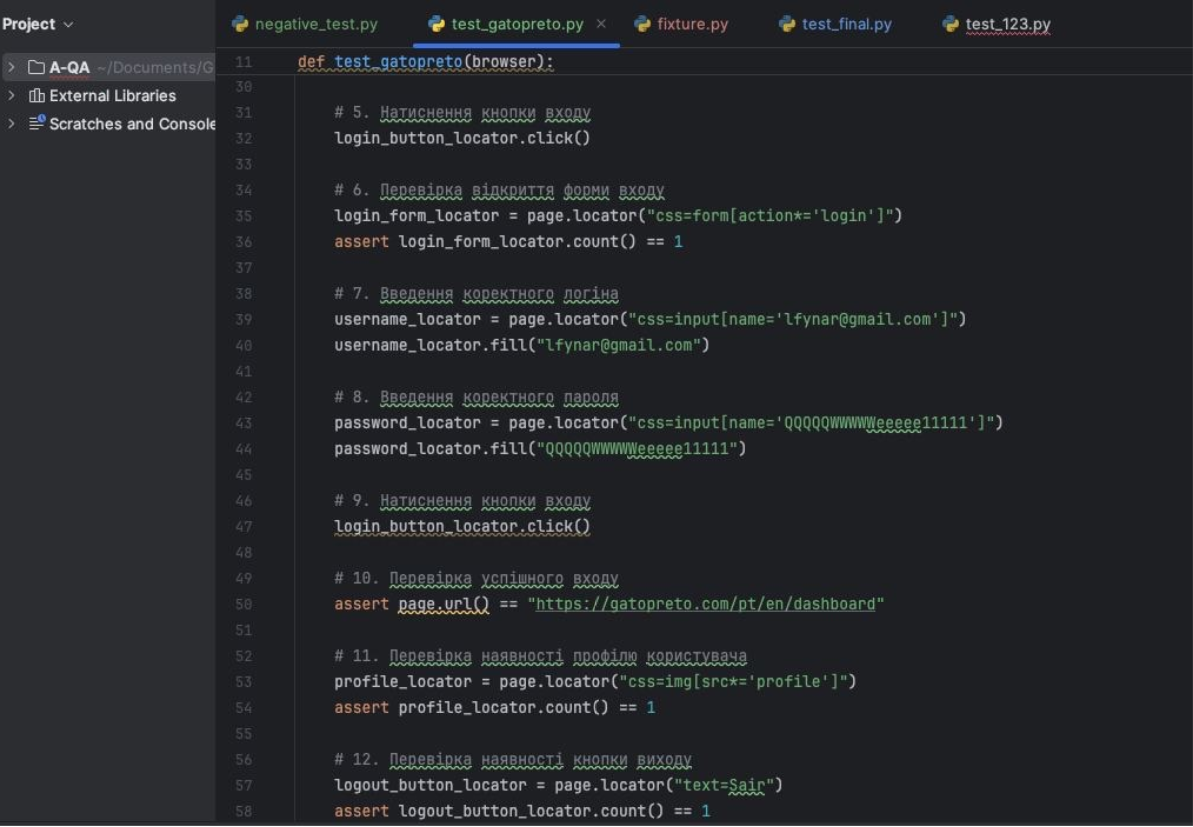 Project
negative_test.py
test_gatopreto.py
fixture.py
test_final.py
test_123.py
A-QA ~/Documents/G
External Libraries
Scratches and Console
11 def test_gatopreto(browser):
30
31 # 5. Натиснення кнопки входу
32 login_button_locator.click()
33
34 # 6. Перевірка відкриття форми входу
35 login_form_locator = page.locator("css=form[action*='login']")
36 assert login_form_locator.count() == 1
37
38 # 7. Введення коректного логіна
39 username_locator = page.locator("css=input[name='lfynar@gmail.com']")
40 username_locator.fill("lfynar@gmail.com")
41
42 # 8. Введення коректного пароля
43 password_locator = page.locator("css=input[name='QQQQQWWWWWeeeee11111']")
44 password_locator.fill("QQQQQWWWWWeeeee11111")
45
46 # 9. Натиснення кнопки входу
47 login_button_locator.click()
48
49 # 10. Перевірка успішного входу
50 assert page.url() == "https://gatopreto.com/pt/en/dashboard"
51
52 # 11. Перевірка наявності профілю користувача
53 profile_locator = page.locator("css=img[src*='profile']")
54 assert profile_locator.count() == 1
55
56 # 12. Перевірка наявності кнопки виходу
57 logout_button_locator = page.locator("text=Sair")
58 assert logout_button_locator.count() == 1